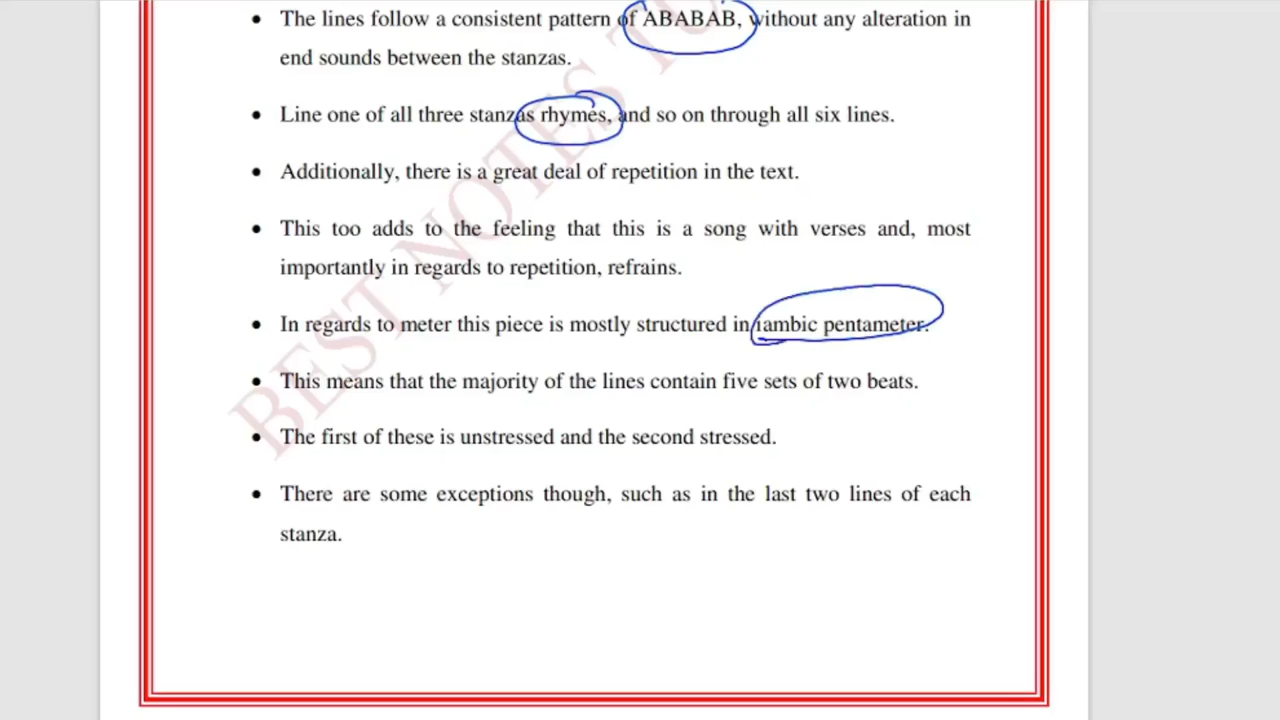 • The lines follow a consistent pattern of ABABAB, without any alteration in
end sounds between the stanzas.
• Line one of all three stanzas rhymes, and so on through all six lines.
• Additionally, there is a great deal of repetition in the text.
• This too adds to the feeling that this is a song with verses and, most
importantly in regards to repetition, refrains.
• In regards to meter this piece is mostly structured in iambic pentameter.
• This means that the majority of the lines contain five sets of two beats.
• The first of these is unstressed and the second stressed.
• There are some exceptions though, such as in the last two lines of each
stanza.
BEST NOTES